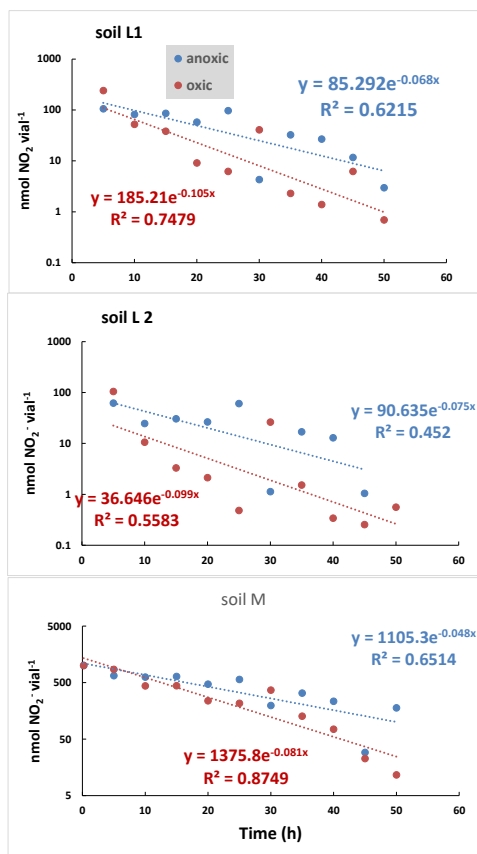 soil L1
anoxic
oxic
y = 85.292e^-0.068x
R² = 0.6215
y = 185.21e^-0.105x
R² = 0.7479
nmol NO₂ vial⁻¹
1000
100
10
1
0.1
0 10 20 30 40 50 60
soil L 2
y = 90.635e^-0.075x
R² = 0.452
y = 36.646e^-0.099x
R² = 0.5583
nmol NO₂⁻ vial⁻¹
1000
100
10
1
0.1
0 10 20 30 40 50 60
soil M
y = 1105.3e^-0.048x
R² = 0.6514
y = 1375.8e^-0.081x
R² = 0.8749
nmol NO₂⁻ vial⁻¹
5000
500
50
5
0 10 20 30 40 50 60
Time (h)